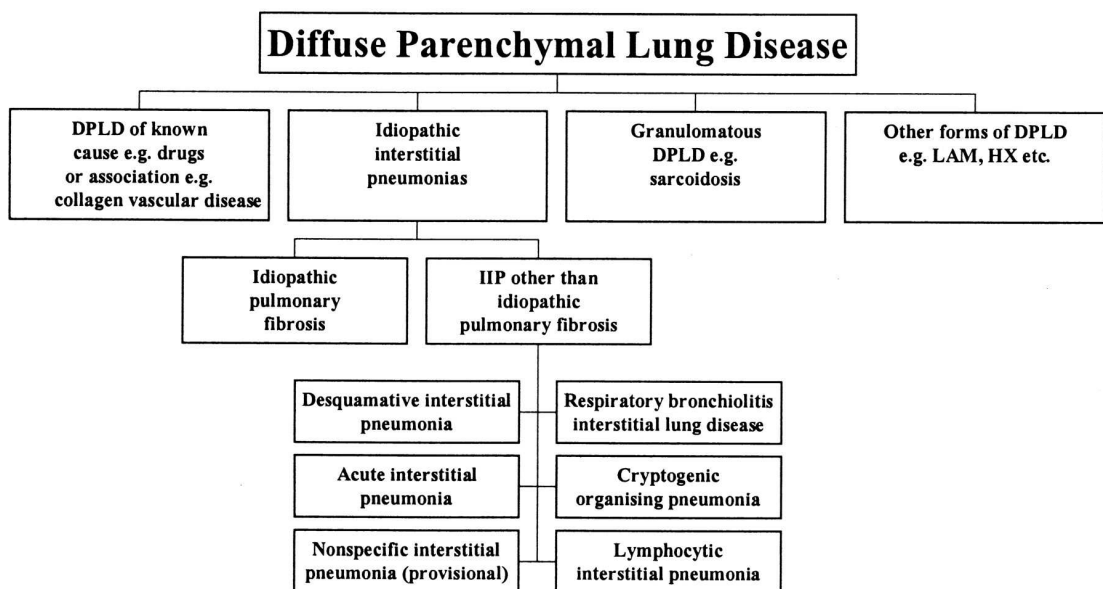 Diffuse Parenchymal Lung Disease
DPLD of known
cause e.g. drugs
or association e.g.
collagen vascular disease
Idiopathic
interstitial
pneumonias
Granulomatous
DPLD e.g.
sarcoidosis
Other forms of DPLD
e.g. LAM, HX etc.
Idiopathic
pulmonary
fibrosis
IIP other than
idiopathic
pulmonary fibrosis
Desquamative interstitial
pneumonia
Respiratory bronchiolitis
interstitial lung disease
Acute interstitial
pneumonia
Cryptogenic
organising pneumonia
Nonspecific interstitial
pneumonia (provisional)
Lymphocytic
interstitial pneumonia